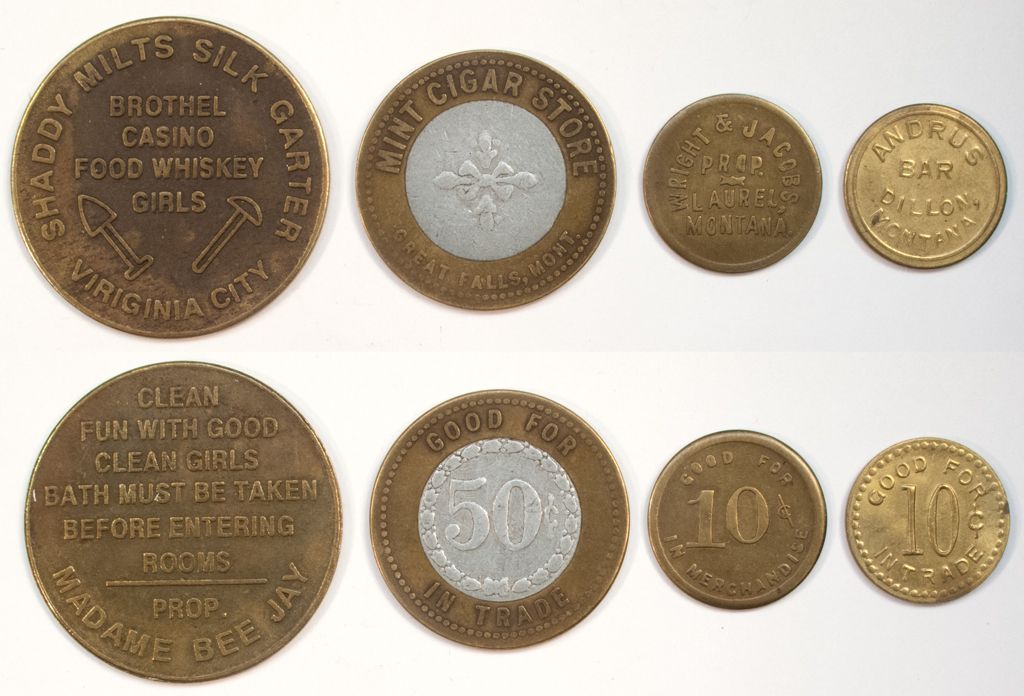 SHADDY MILTS SILK GARTER
BROTHEL
CASINO
FOOD WHISKEY
GIRLS
VIRIGINIA CITY
MINT CIGAR STORE
GREAT FALLS, MONT.
WRIGHT & JACOBS,
PROP.
LAUREL,
MONTANA.
ANDRUS
BAR
DILLON,
MONTENA
CLEAN
FUN WITH GOOD
CLEAN GIRLS
BATH MUST BE TAKEN
BEFORE ENTERING
ROOMS
PROP.
MADAME BEE JAY
GOOD FOR
50¢
IN TRADE
GOOD FOR
10¢
IN MERCHANDISE
GOOD FOR
10¢
IN TRADE